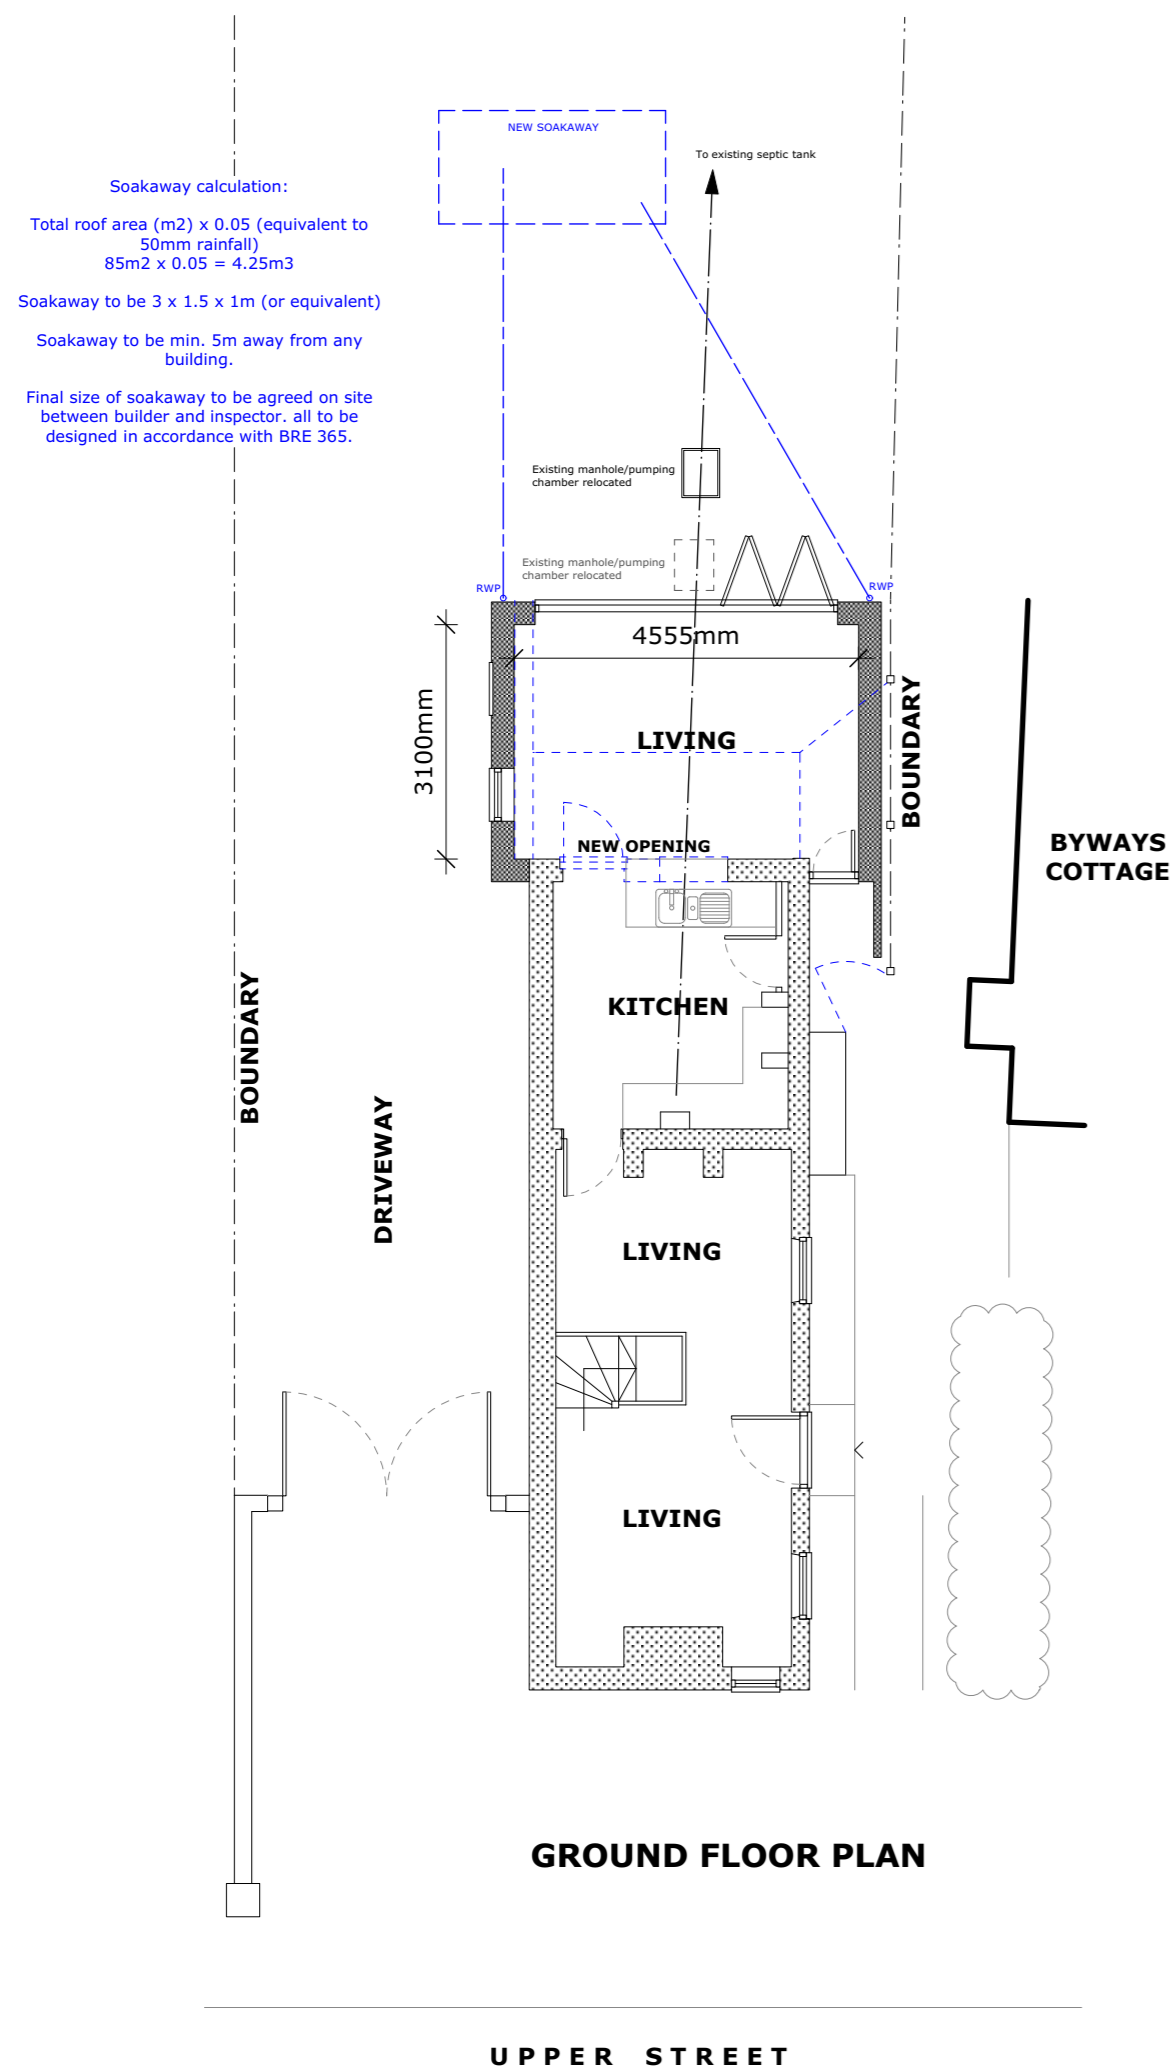 NEW SOAKAWAY
To existing septic tank
Soakaway calculation:
Total roof area (m2) x 0.05 (equivalent to
50mm rainfall)
85m2 x 0.05 = 4.25m3
Soakaway to be 3 x 1.5 x 1m (or equivalent)
Soakaway to be min. 5m away from any
building.
Final size of soakaway to be agreed on site
between builder and inspector. all to be
designed in accordance with BRE 365.
Existing manhole/pumping
chamber relocated
Existing manhole/pumping
chamber relocated
RWP
RWP
4555mm
3100mm
LIVING
BOUNDARY
NEW OPENING
BYWAYS
COTTAGE
KITCHEN
BOUNDARY
DRIVEWAY
LIVING
LIVING
GROUND FLOOR PLAN
UPPER STREET